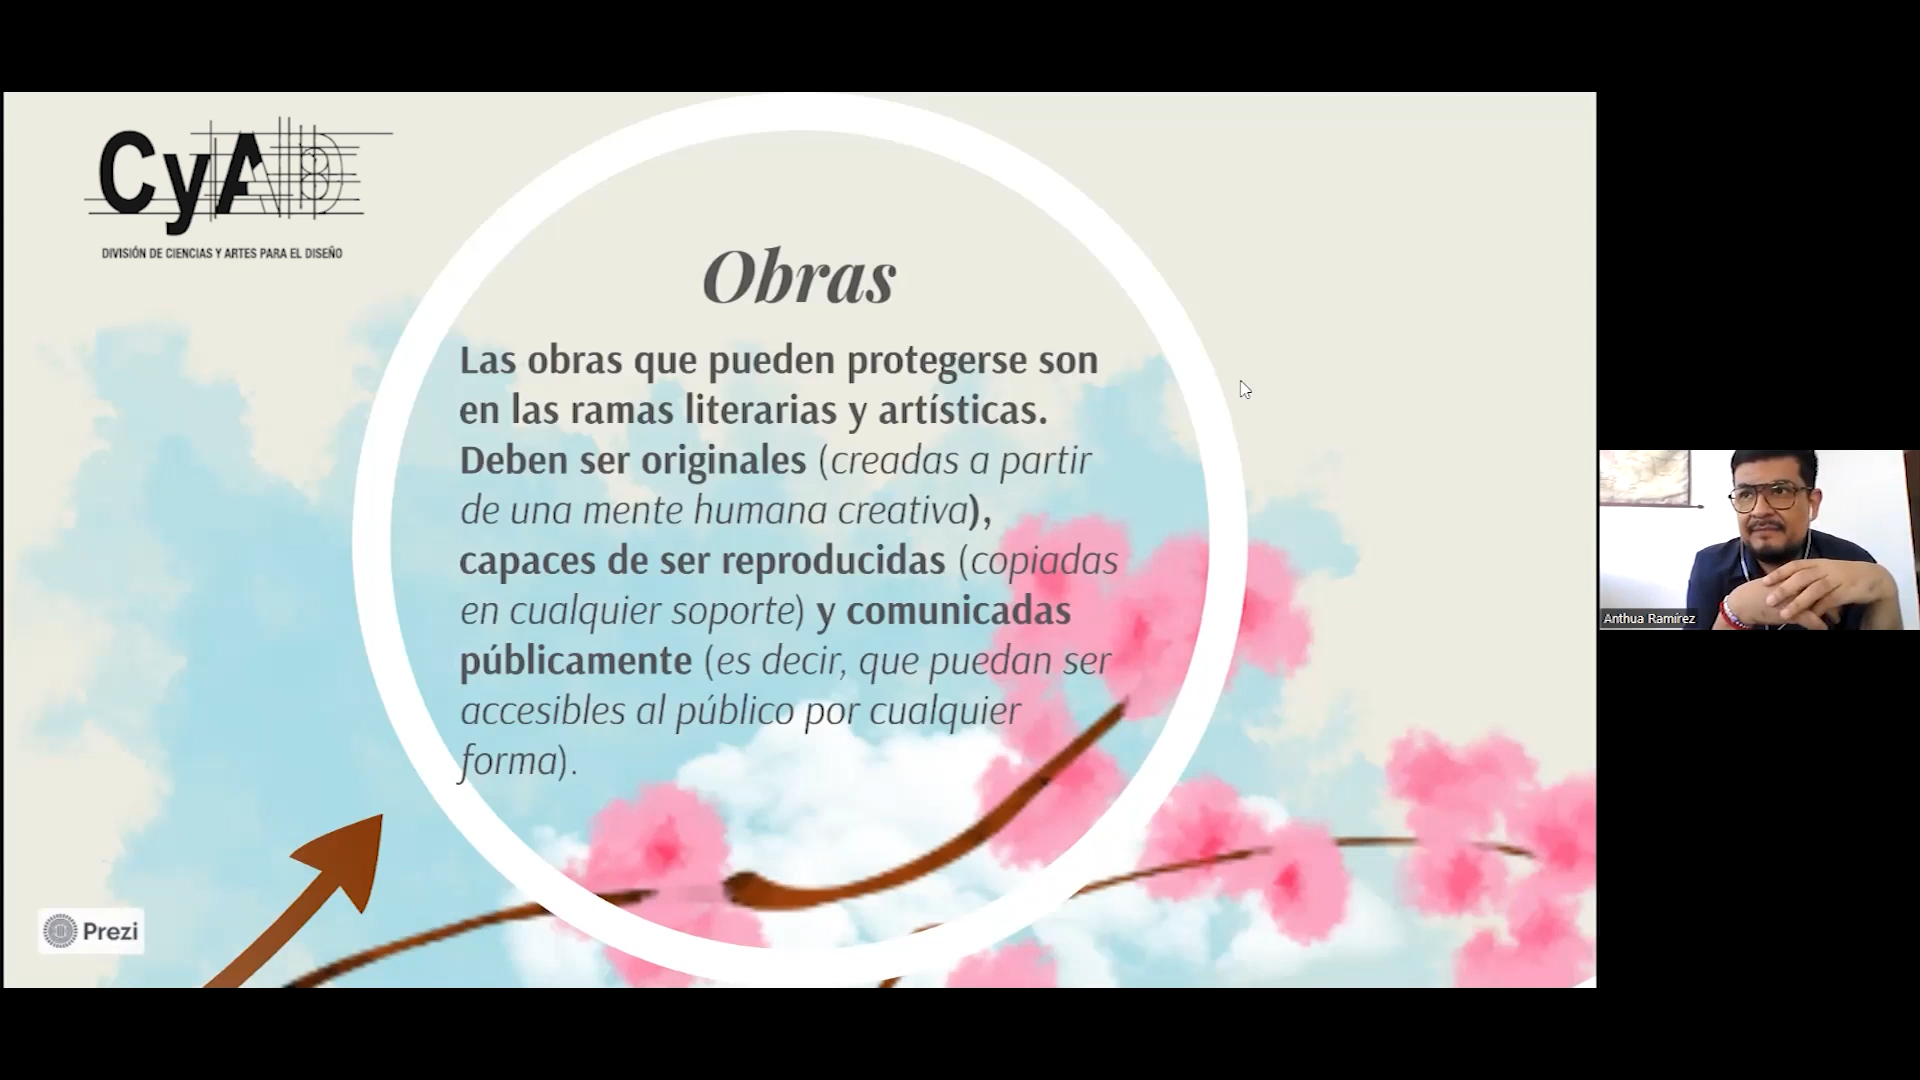 CyAD
DIVISIÓN DE CIENCIAS Y ARTES PARA EL DISEÑO
Obras
Las obras que pueden protegerse son
en las ramas literarias y artísticas.
Deben ser originales (creadas a partir
de una mente humana creativa),
capaces de ser reproducidas (copiadas
en cualquier soporte) y comunicadas
públicamente (es decir, que puedan ser
accesibles al público por cualquier
forma).
Prezi
Anthua Ramírez